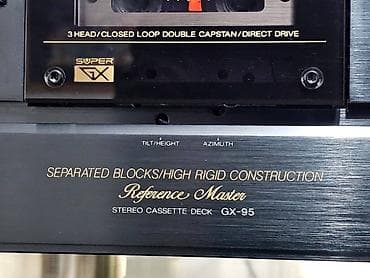 3 HEAD/CLOSED LOOP DOUBLE CAPSTAN/DIRECT DRIVE
SUPER
GX
TILT/HEIGHT AZIMUTH
SEPARATED BLOCKS/HIGH RIGID CONSTRUCTION
Reference Master
STEREO CASSETTE DECK GX-95